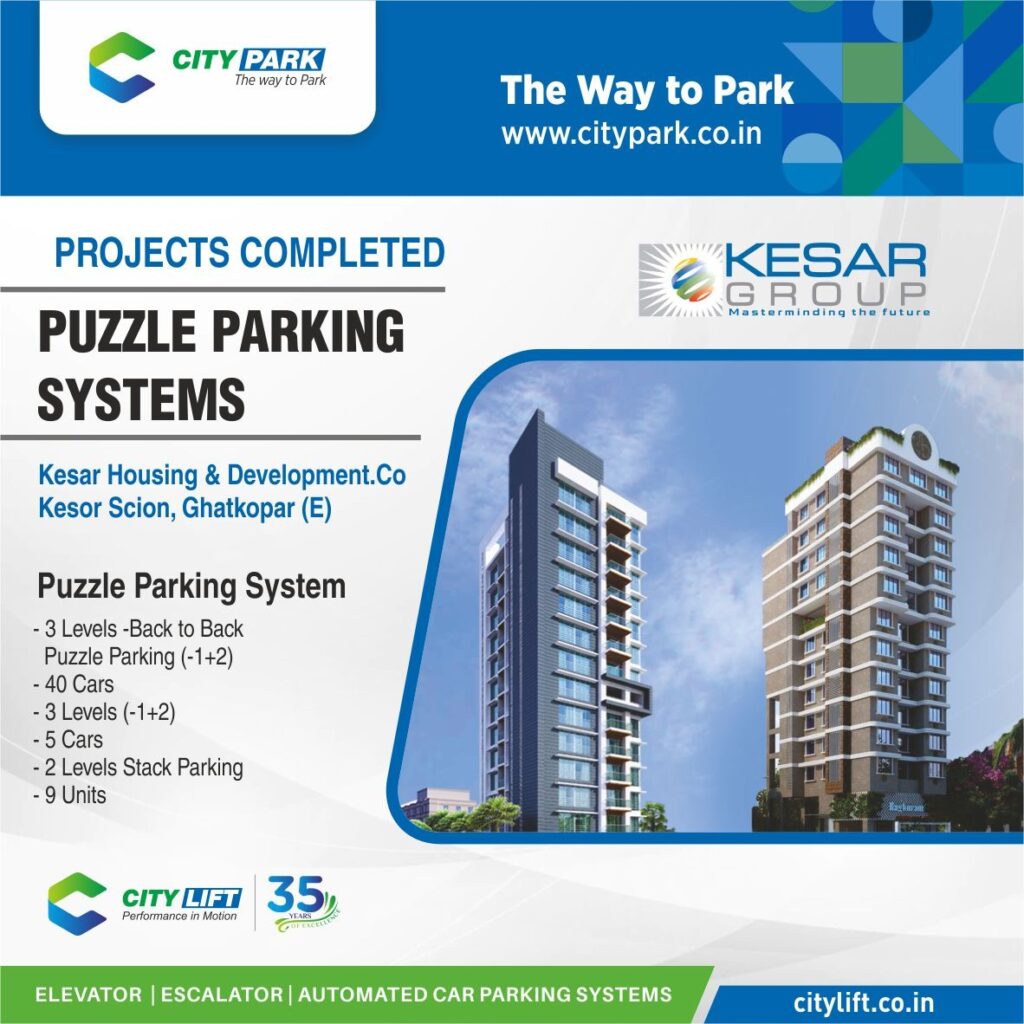 CITY PARK
The way to Park
The Way to Park
www.citypark.co.in
PROJECTS COMPLETED
KESAR
GROUP
Masterminding the future
PUZZLE PARKING
SYSTEMS
Kesar Housing & Development.Co
Kesor Scion, Ghatkopar (E)
Puzzle Parking System
- 3 Levels -Back to Back
Puzzle Parking (-1+2)
- 40 Cars
- 3 Levels (-1+2)
- 5 Cars
- 2 Levels Stack Parking
- 9 Units
CITY LIFT
Performance in Motion
35
YEARS
OF EXCELLENCE
ELEVATOR | ESCALATOR | AUTOMATED CAR PARKING SYSTEMS
citylift.co.in